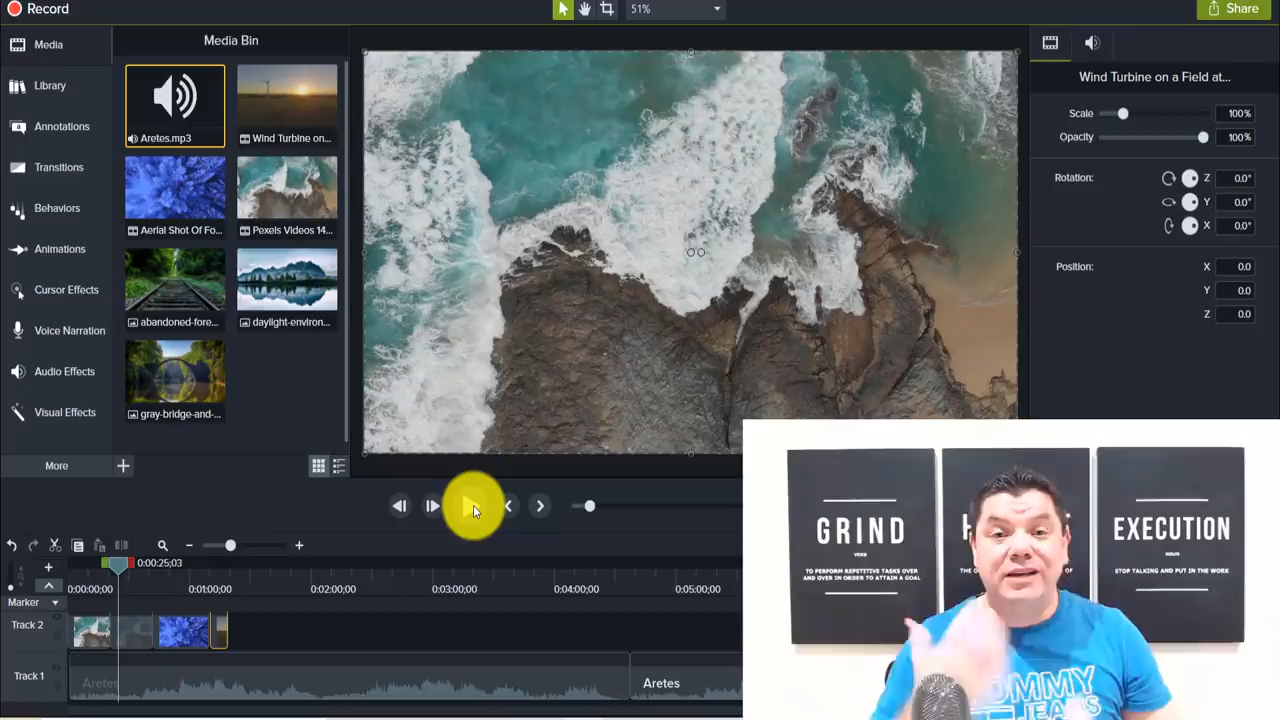 Record
51%
Share
Media
Library
Annotations
Transitions
Behaviors
Animations
Cursor Effects
Voice Narration
Audio Effects
Visual Effects
More
Media Bin
Aretes.mp3
Wind Turbine on...
Aerial Shot Of Fo...
Pexels Videos 14...
abandoned-fore...
daylight-environ...
gray-bridge-and-...
Wind Turbine on a Field at...
Scale 100%
Opacity 100%
Rotation: Z 0.0°
Y 0.0°
X 0.0°
Position: X 0.0
Y 0.0
Z 0.0
0:00:25;03
0:00:00;00 0:01:00;00 0:02:00;00 0:03:00;00 0:04:00;00 0:05:00;00
Marker
Track 2
Track 1
Aretes
Aretes
GRIND
VERB
TO PERFORM REPETITIVE TASKS OVER
AND OVER IN ORDER TO ATTAIN A GOAL
H
THE O
EXECUTION
NOUN
STOP TALKING AND PUT IN THE WORK
OMMY
JEANS